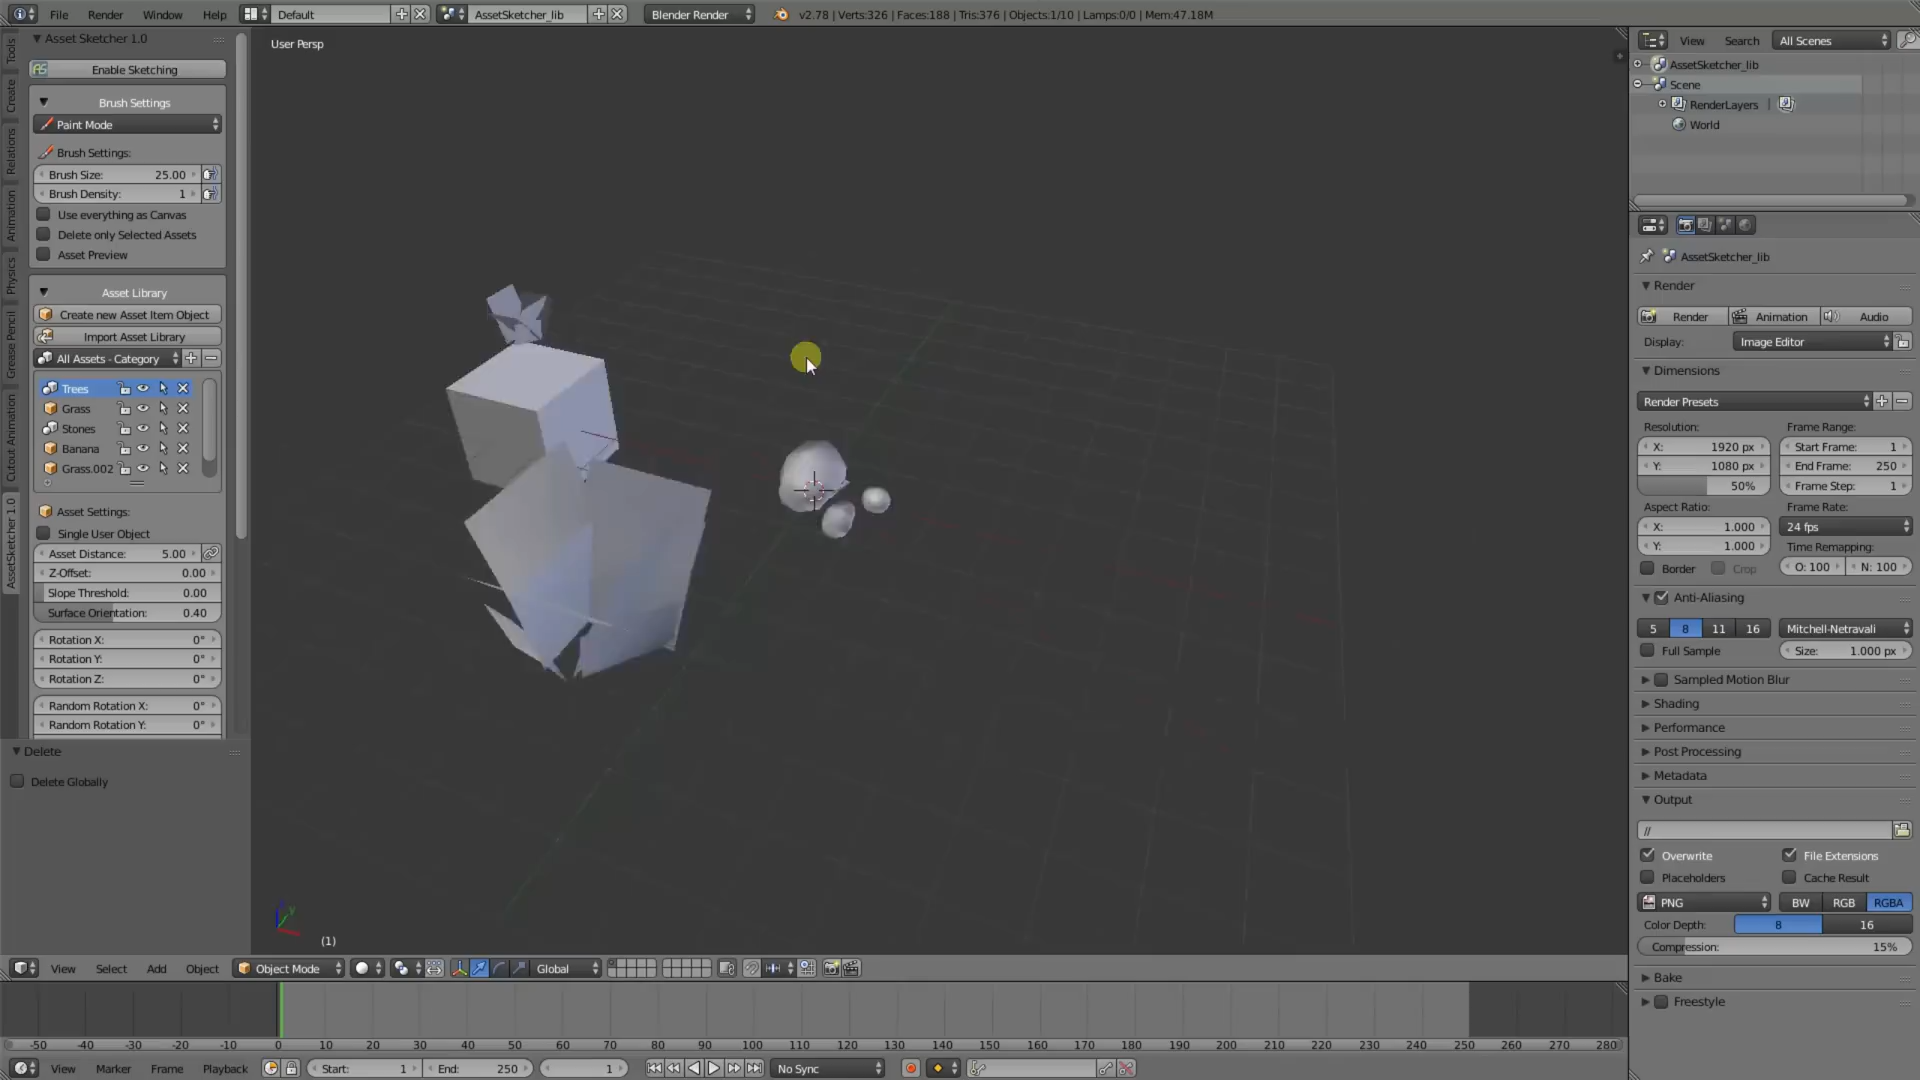 File Render Window Help Default AssetSketcher_lib Blender Render v2.78 | Verts:326 | Faces:188 | Tris:376 | Objects:1/10 | Lamps:0/0 | Mem:47.18M
Tools
Create
Relations
Animation
Physics
Grease Pencil
Cutout Animation
AssetSketcher 1.0
Asset Sketcher 1.0
Enable Sketching
Brush Settings
Paint Mode
Brush Settings:
Brush Size: 25.00
Brush Density: 1
Use everything as Canvas
Delete only Selected Assets
Asset Preview
Asset Library
Create new Asset Item Object
Import Asset Library
All Assets - Category
Trees
Grass
Stones
Banana
Grass.002
Asset Settings:
Single User Object
Asset Distance: 5.00
Z-Offset: 0.00
Slope Threshold: 0.00
Surface Orientation: 0.40
Rotation X: 0°
Rotation Y: 0°
Rotation Z: 0°
Random Rotation X: 0°
Random Rotation Y: 0°
Delete
Delete Globally
User Persp
(1)
View Select Add Object Object Mode Global
View Search All Scenes
AssetSketcher_lib
Scene
RenderLayers |
World
AssetSketcher_lib
Render
Render Animation Audio
Display: Image Editor
Dimensions
Render Presets
Resolution: Frame Range:
X: 1920 px Start Frame: 1
Y: 1080 px End Frame: 250
50% Frame Step: 1
Aspect Ratio: Frame Rate:
X: 1.000 24 fps
Y: 1.000 Time Remapping:
Border Crop O: 100 N: 100
Anti-Aliasing
5 8 11 16 Mitchell-Netravali
Full Sample Size: 1.000 px
Sampled Motion Blur
Shading
Performance
Post Processing
Metadata
Output
//
Overwrite File Extensions
Placeholders Cache Result
PNG BW RGB RGBA
Color Depth: 8 16
Compression: 15%
Bake
Freestyle
-50 -40 -30 -20 -10 0 10 20 30 40 50 60 70 80 90 100 110 120 130 140 150 160 170 180 190 200 210 220 230 240 250 260 270 280
View Marker Frame Playback Start: 1 End: 250 1 No Sync